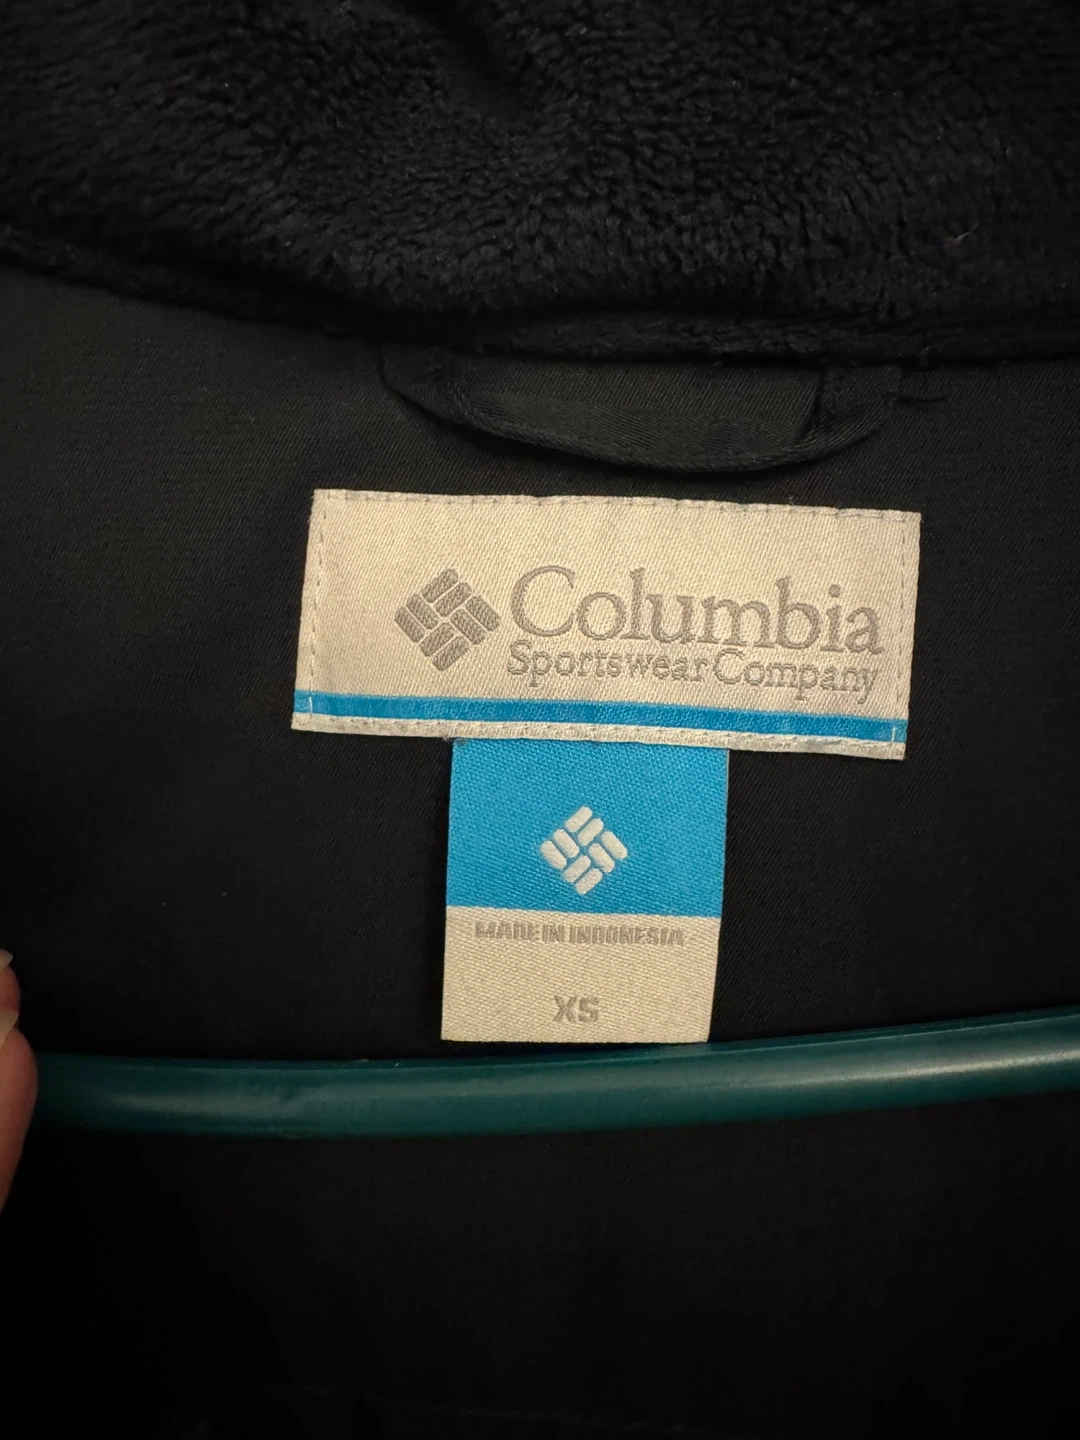 Columbia
Sportswear Company
MADE IN INDONESIA
XS